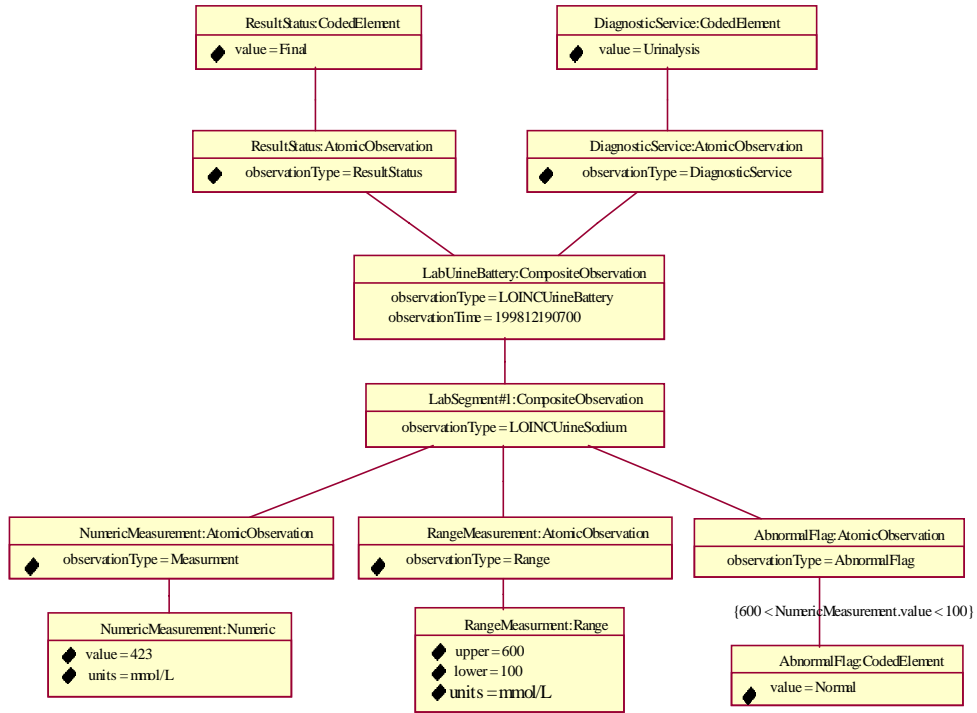 ResultStatus:CodedElement
value = Final
DiagnosticService:CodedElement
value = Urinalysis
ResultStatus:AtomicObservation
observationType = ResultStatus
DiagnosticService:AtomicObservation
observationType = DiagnosticService
LabUrineBattery:CompositeObservation
observationType = LOINCUrineBattery
observationTime = 199812190700
LabSegment#1:CompositeObservation
observationType = LOINCUrineSodium
NumericMeasurement:AtomicObservation
observationType = Measurment
RangeMeasurement:AtomicObservation
observationType = Range
AbnormalFlag:AtomicObservation
observationType = AbnormalFlag
{600 < NumericMeasurement.value < 100}
NumericMeasurement:Numeric
value = 423
units = mmol/L
RangeMeasurment:Range
upper = 600
lower = 100
units = mmol/L
AbnormalFlag:CodedElement
value = Normal